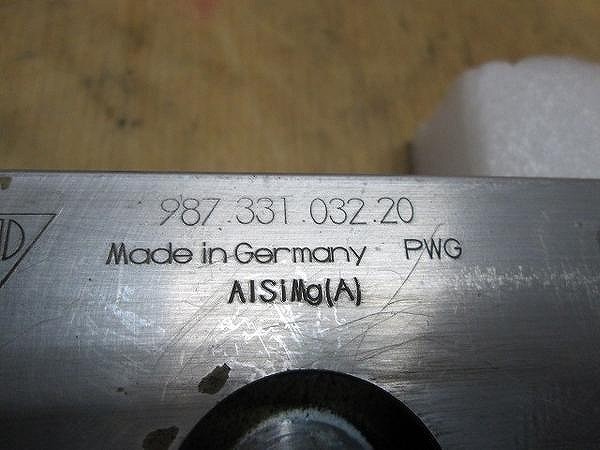 987.331.032.20
Made in Germany PWG
AlSiMg(A)